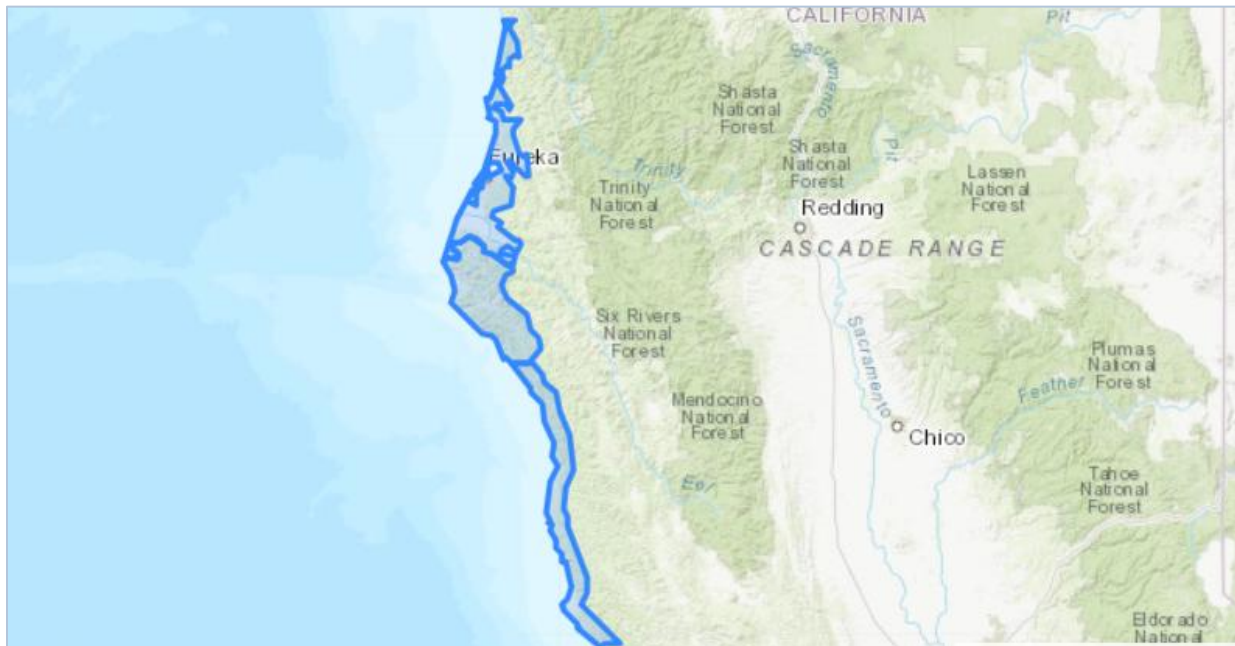 CALIFORNIA
Pit
Sacramento
Shasta
National
Forest
Eureka
Shasta
National
Forest
Pit
Trinity
Lassen
National
Forest
Trinity
National
Forest
Redding
CASCADE RANGE
Six Rivers
National
Forest
Sacramento
Plumas
National
Forest
Feather
Mendocino
National
Forest
Chico
Eel
Tahoe
National
Forest
Eldorado
National